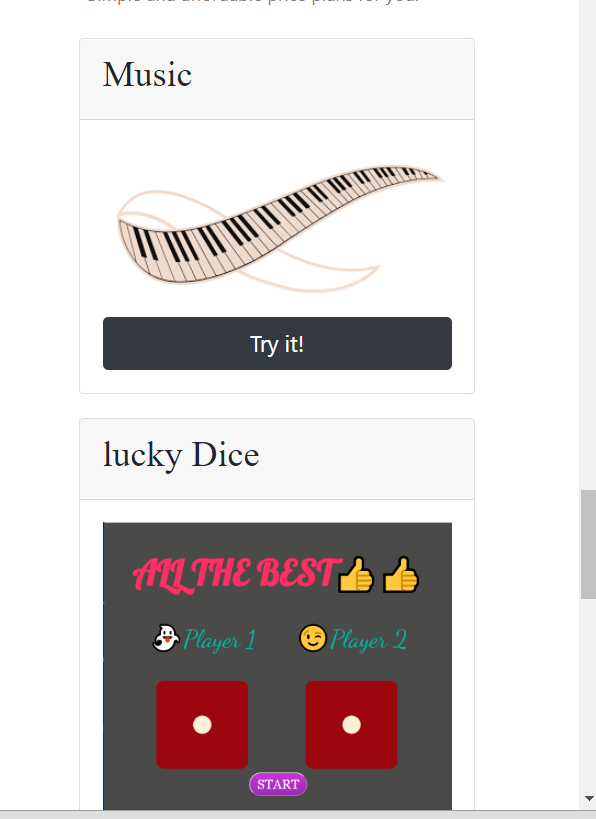 Simple and affordable price plans for you.
Music
Try it!
lucky Dice
ALL THE BEST👍👍
👻Player 1 😉Player 2
START